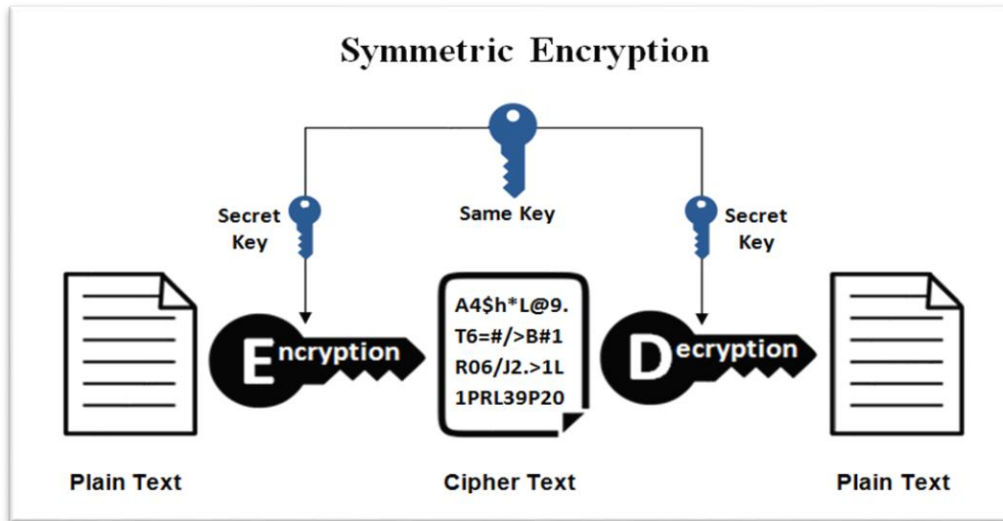 Symmetric Encryption
Same Key
Secret
Key
Secret
Key
Encryption
A4$h*L@9.
T6=#/>B#1
R06/J2.>1L
1PRL39P20
Decryption
Plain Text
Cipher Text
Plain Text